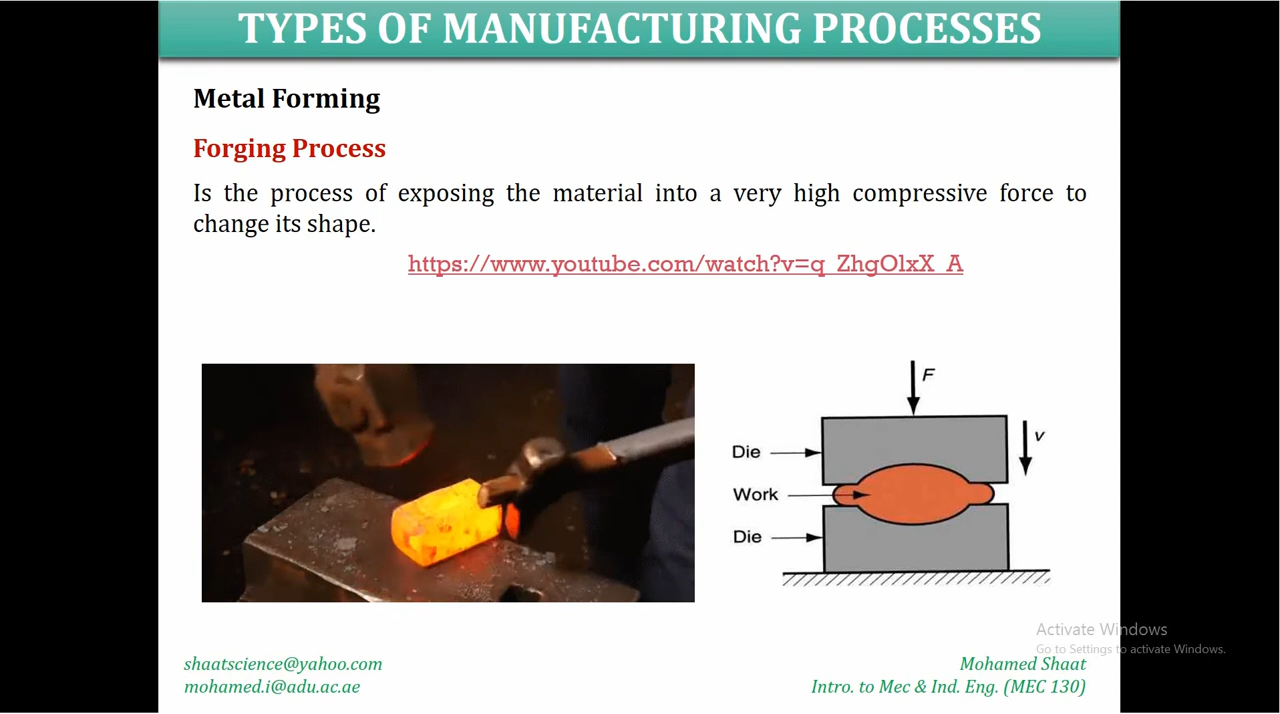 TYPES OF MANUFACTURING PROCESSES
Metal Forming
Forging Process
Is the process of exposing the material into a very high compressive force to
change its shape.
https://www.youtube.com/watch?v=q_ZhgOlxX_A
F
v
Die
Work
Die
Activate Windows
Go to Settings to activate Windows.
shaatscience@yahoo.com
Mohamed Shaat
mohamed.i@adu.ac.ae
Intro. to Mec & Ind. Eng. (MEC 130)